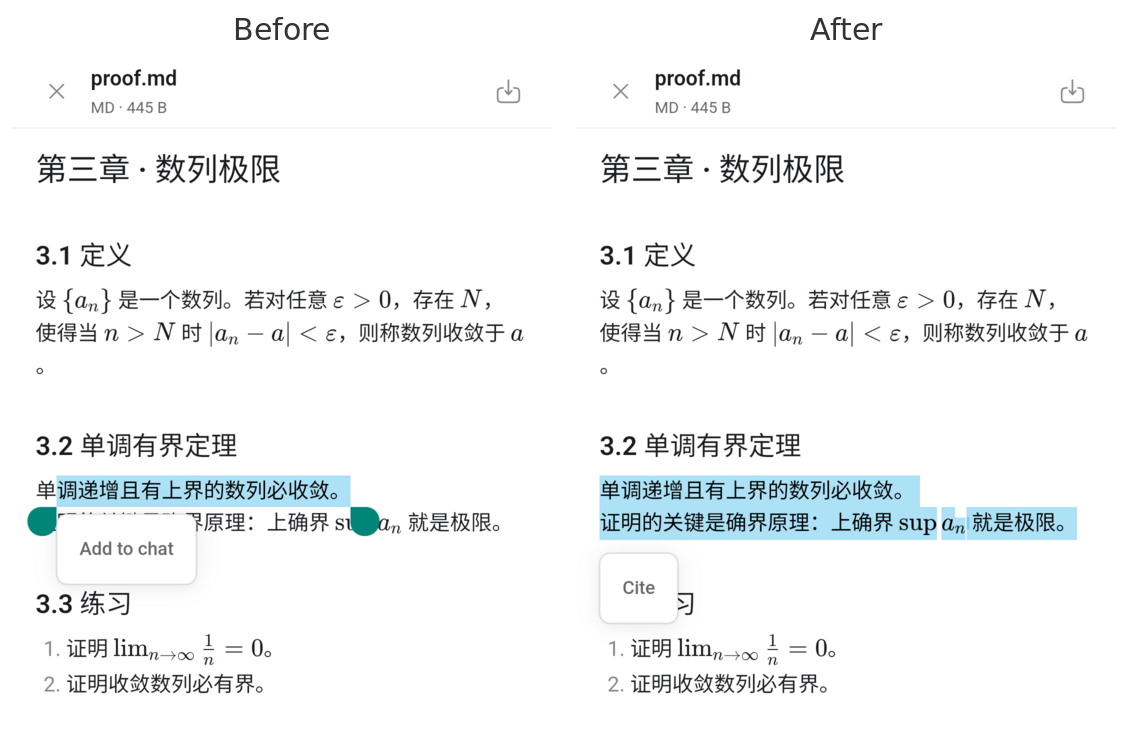 Before
proof.md
MD · 445 B
第三章 · 数列极限
3.1 定义
设 {aₙ} 是一个数列。若对任意 ε > 0，存在 N，
使得当 n > N 时 |aₙ − a| < ε，则称数列收敛于 a
。
3.2 单调有界定理
单调递增且有上界的数列必收敛。
界原理：上确界 su aₙ 就是极限。
Add to chat
3.3 练习
1. 证明 limₙ→∞ 1/n = 0。
2. 证明收敛数列必有界。
After
proof.md
MD · 445 B
第三章 · 数列极限
3.1 定义
设 {aₙ} 是一个数列。若对任意 ε > 0，存在 N，
使得当 n > N 时 |aₙ − a| < ε，则称数列收敛于 a
。
3.2 单调有界定理
单调递增且有上界的数列必收敛。
证明的关键是确界原理：上确界 sup aₙ 就是极限。
Cite
习
1. 证明 limₙ→∞ 1/n = 0。
2. 证明收敛数列必有界。